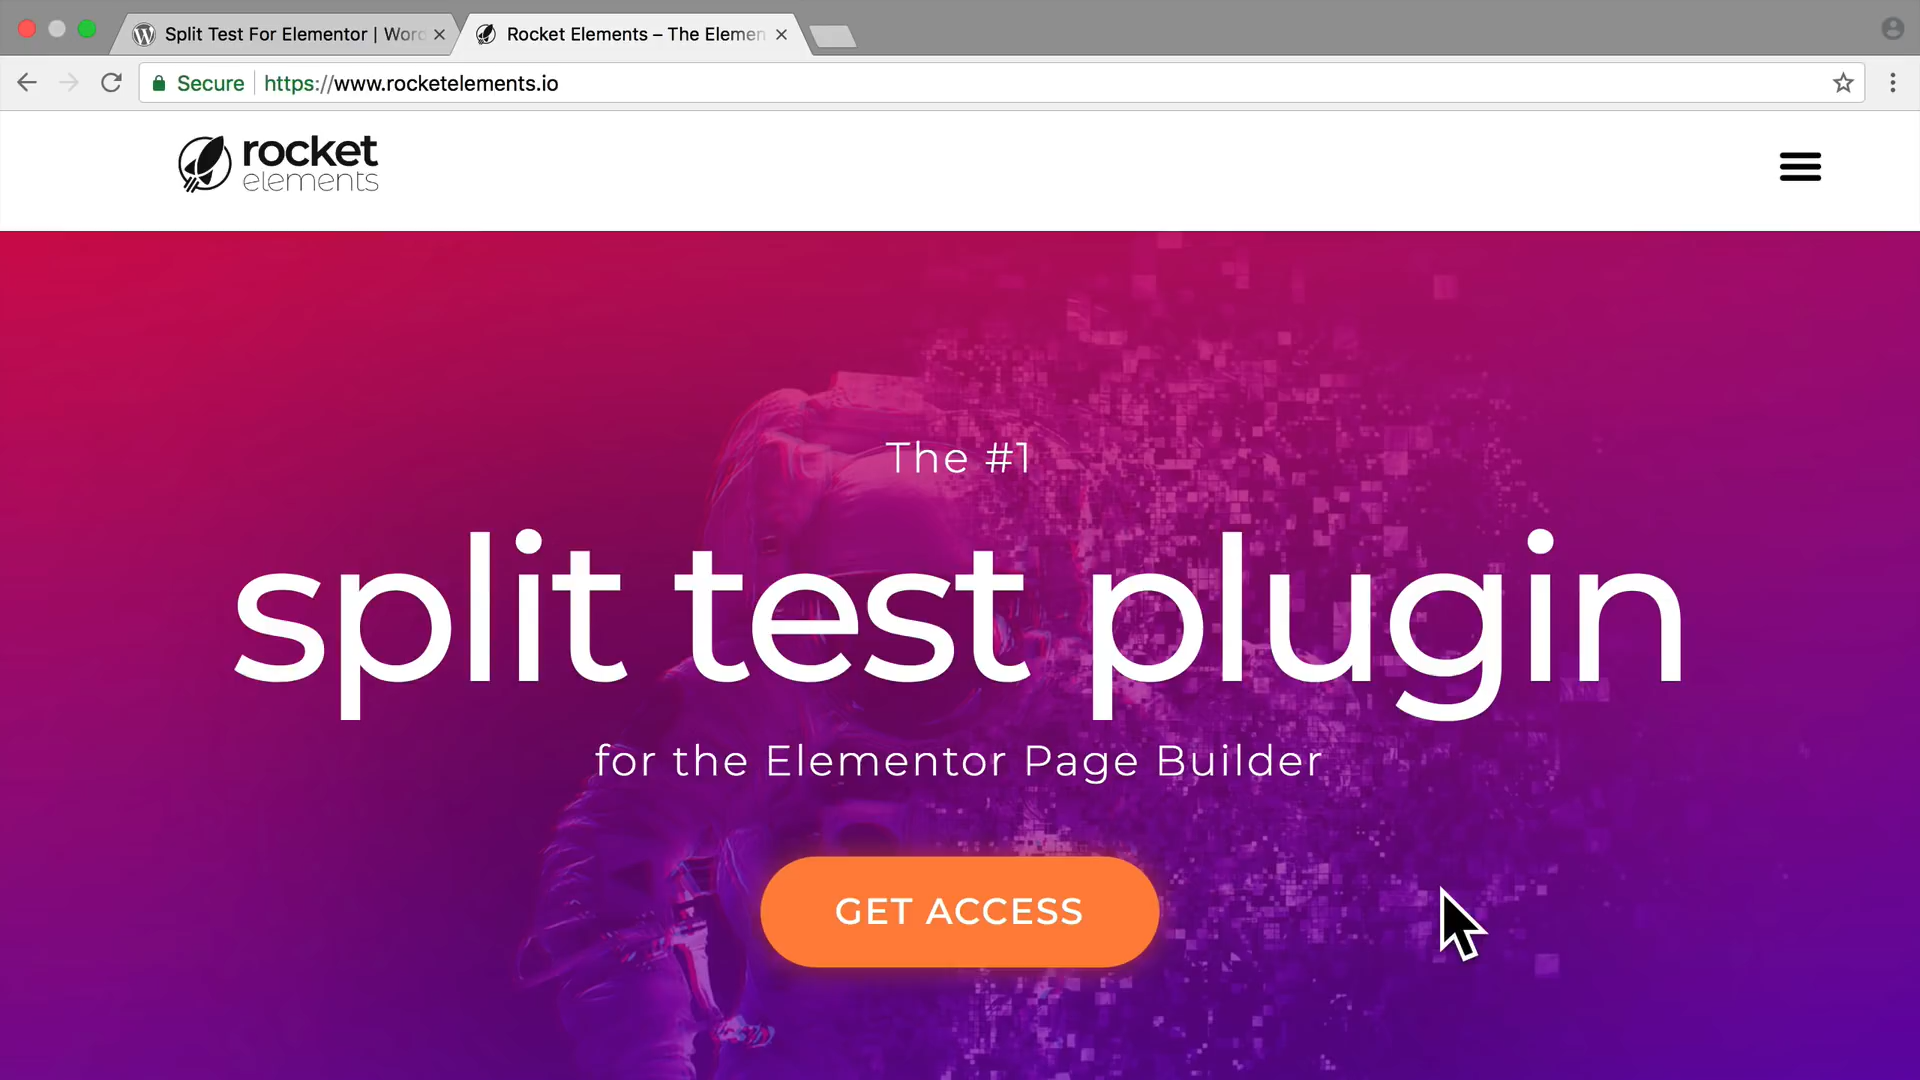 Split Test For Elementor | Word
Rocket Elements – The Elemen
Secure
https://www.rocketelements.io
rocket
elements
The #1
split test plugin
for the Elementor Page Builder
GET ACCESS